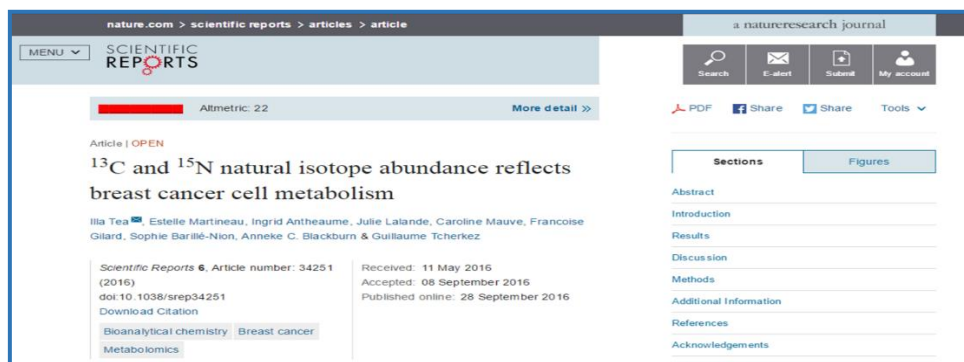 nature.com > scientific reports > articles > article
a natureresearch journal
MENU
SCIENTIFIC
REPORTS
Search
E-alert
Submit
My account
Altmetric: 22
More detail »
PDF
Share
Share
Tools
Article | OPEN
¹³C and ¹⁵N natural isotope abundance reflects
breast cancer cell metabolism
Illa Tea, Estelle Martineau, Ingrid Antheaume, Julie Lalande, Caroline Mauve, Francoise
Gilard, Sophie Barillé-Nion, Anneke C. Blackburn & Guillaume Tcherkez
Scientific Reports 6, Article number: 34251
(2016)
doi:10.1038/srep34251
Download Citation
Bioanalytical chemistry Breast cancer
Metabolomics
Received: 11 May 2016
Accepted: 08 September 2016
Published online: 28 September 2016
Sections
Figures
Abstract
Introduction
Results
Discussion
Methods
Additional Information
References
Acknowledgements